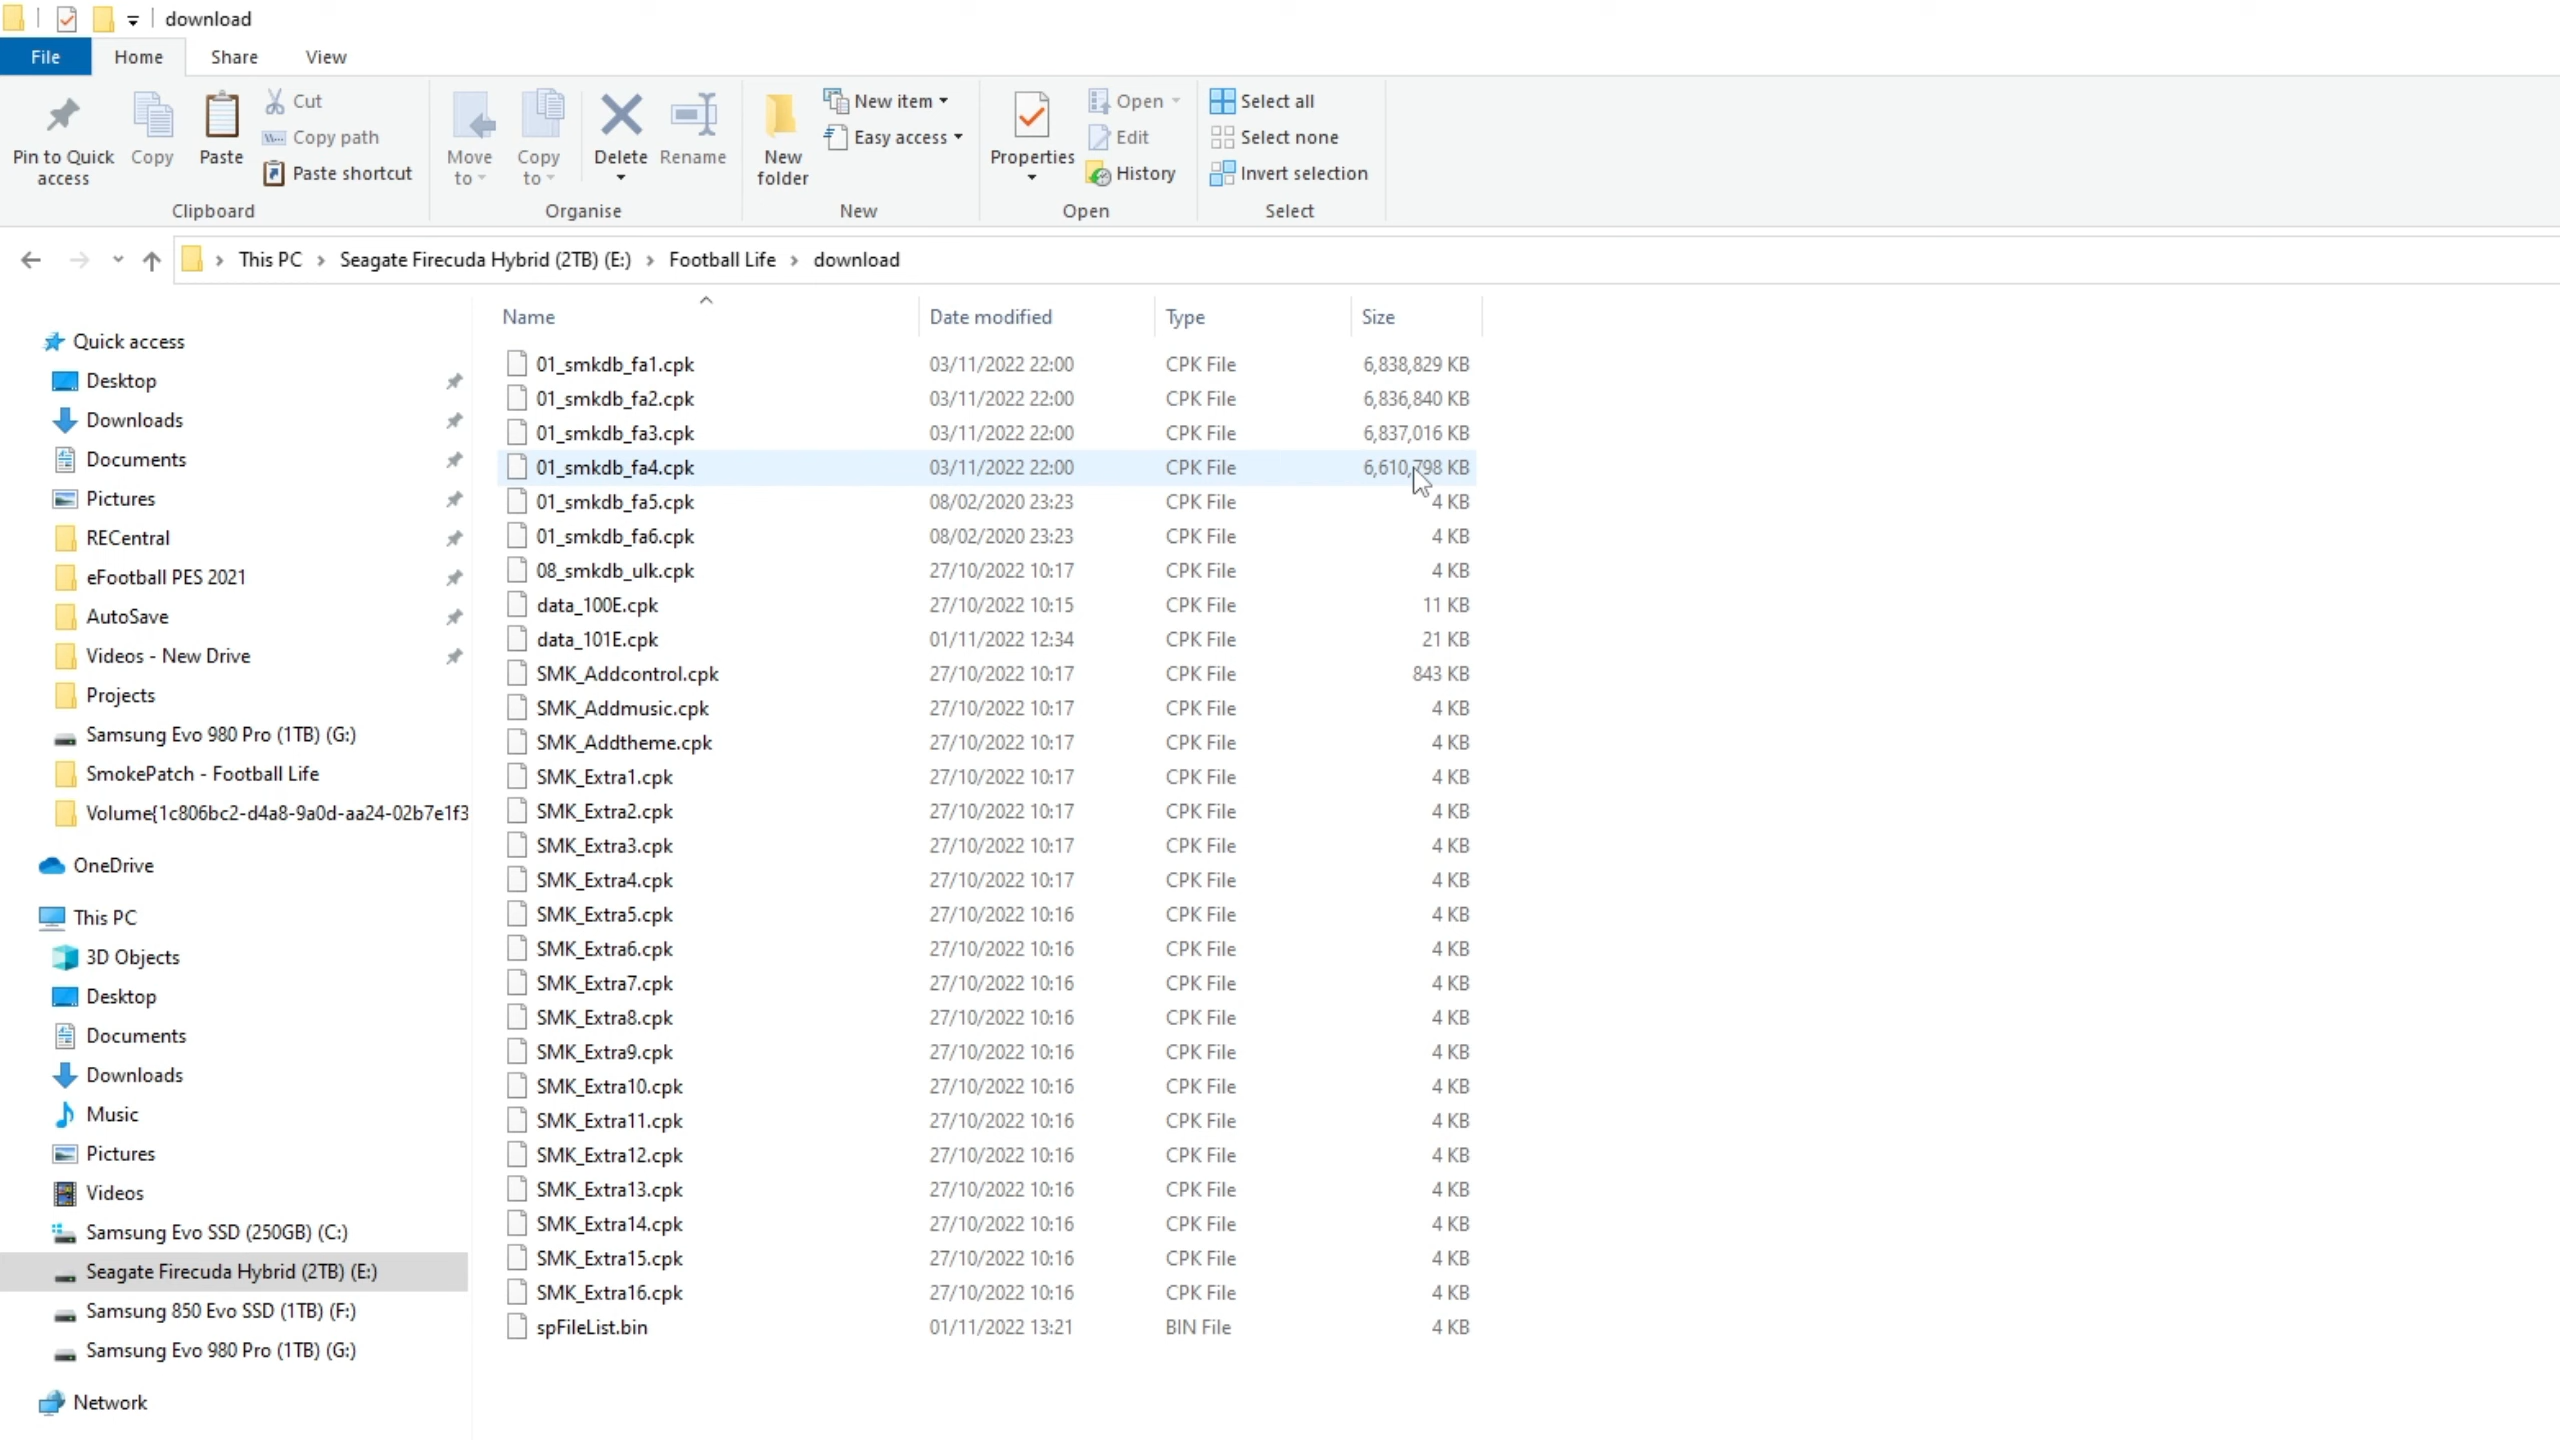 download
File Home Share View
Pin to Quick access
Copy
Paste
Cut
Copy path
Paste shortcut
Clipboard
Move to
Copy to
Delete
Rename
Organise
New folder
New item
Easy access
New
Properties
Open
Edit
History
Open
Select all
Select none
Invert selection
Select
This PC › Seagate Firecuda Hybrid (2TB) (E:) › Football Life › download
Quick access
Desktop
Downloads
Documents
Pictures
RECentral
eFootball PES 2021
AutoSave
Videos - New Drive
Projects
Samsung Evo 980 Pro (1TB) (G:)
SmokePatch - Football Life
Volume{1c806bc2-d4a8-9a0d-aa24-02b7e1f3
OneDrive
This PC
3D Objects
Desktop
Documents
Downloads
Music
Pictures
Videos
Samsung Evo SSD (250GB) (C:)
Seagate Firecuda Hybrid (2TB) (E:)
Samsung 850 Evo SSD (1TB) (F:)
Samsung Evo 980 Pro (1TB) (G:)
Network
Name Date modified Type Size
01_smkdb_fa1.cpk 03/11/2022 22:00 CPK File 6,838,829 KB
01_smkdb_fa2.cpk 03/11/2022 22:00 CPK File 6,836,840 KB
01_smkdb_fa3.cpk 03/11/2022 22:00 CPK File 6,837,016 KB
01_smkdb_fa4.cpk 03/11/2022 22:00 CPK File 6,610,798 KB
01_smkdb_fa5.cpk 08/02/2020 23:23 CPK File 4 KB
01_smkdb_fa6.cpk 08/02/2020 23:23 CPK File 4 KB
08_smkdb_ulk.cpk 27/10/2022 10:17 CPK File 4 KB
data_100E.cpk 27/10/2022 10:15 CPK File 11 KB
data_101E.cpk 01/11/2022 12:34 CPK File 21 KB
SMK_Addcontrol.cpk 27/10/2022 10:17 CPK File 843 KB
SMK_Addmusic.cpk 27/10/2022 10:17 CPK File 4 KB
SMK_Addtheme.cpk 27/10/2022 10:17 CPK File 4 KB
SMK_Extra1.cpk 27/10/2022 10:17 CPK File 4 KB
SMK_Extra2.cpk 27/10/2022 10:17 CPK File 4 KB
SMK_Extra3.cpk 27/10/2022 10:17 CPK File 4 KB
SMK_Extra4.cpk 27/10/2022 10:17 CPK File 4 KB
SMK_Extra5.cpk 27/10/2022 10:16 CPK File 4 KB
SMK_Extra6.cpk 27/10/2022 10:16 CPK File 4 KB
SMK_Extra7.cpk 27/10/2022 10:16 CPK File 4 KB
SMK_Extra8.cpk 27/10/2022 10:16 CPK File 4 KB
SMK_Extra9.cpk 27/10/2022 10:16 CPK File 4 KB
SMK_Extra10.cpk 27/10/2022 10:16 CPK File 4 KB
SMK_Extra11.cpk 27/10/2022 10:16 CPK File 4 KB
SMK_Extra12.cpk 27/10/2022 10:16 CPK File 4 KB
SMK_Extra13.cpk 27/10/2022 10:16 CPK File 4 KB
SMK_Extra14.cpk 27/10/2022 10:16 CPK File 4 KB
SMK_Extra15.cpk 27/10/2022 10:16 CPK File 4 KB
SMK_Extra16.cpk 27/10/2022 10:16 CPK File 4 KB
spFileList.bin 01/11/2022 13:21 BIN File 4 KB